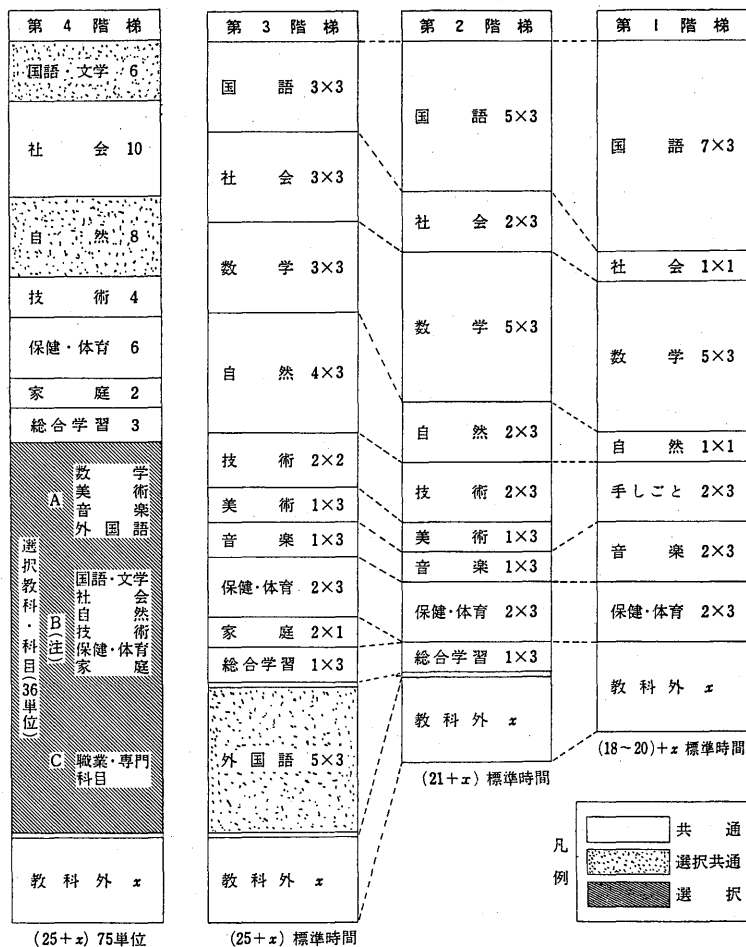 第4階梯
国語・文学 6
社会 10
自然 8
技術 4
保健・体育 6
家庭 2
総合学習 3
選択教科・科目(36単位)
A
数学
美術
音楽
外国語
B(注)
国語・文学
社会
自然
技術
保健・体育
家庭
C
職業・専門
科目
教科外 x
(25+x) 75単位
第3階梯
国語 3×3
社会 3×3
数学 3×3
自然 4×3
技術 2×2
美術 1×3
音楽 1×3
保健・体育 2×3
家庭 2×1
総合学習 1×3
外国語 5×3
教科外 x
(25+x) 標準時間
第2階梯
国語 5×3
社会 2×3
数学 5×3
自然 2×3
技術 2×3
美術 1×3
音楽 1×3
保健・体育 2×3
総合学習 1×3
教科外 x
(21+x) 標準時間
第1階梯
国語 7×3
社会 1×1
数学 5×3
自然 1×1
手しごと 2×3
音楽 2×3
保健・体育 2×3
教科外 x
(18~20)+x 標準時間
凡例
共通
選択共通
選択